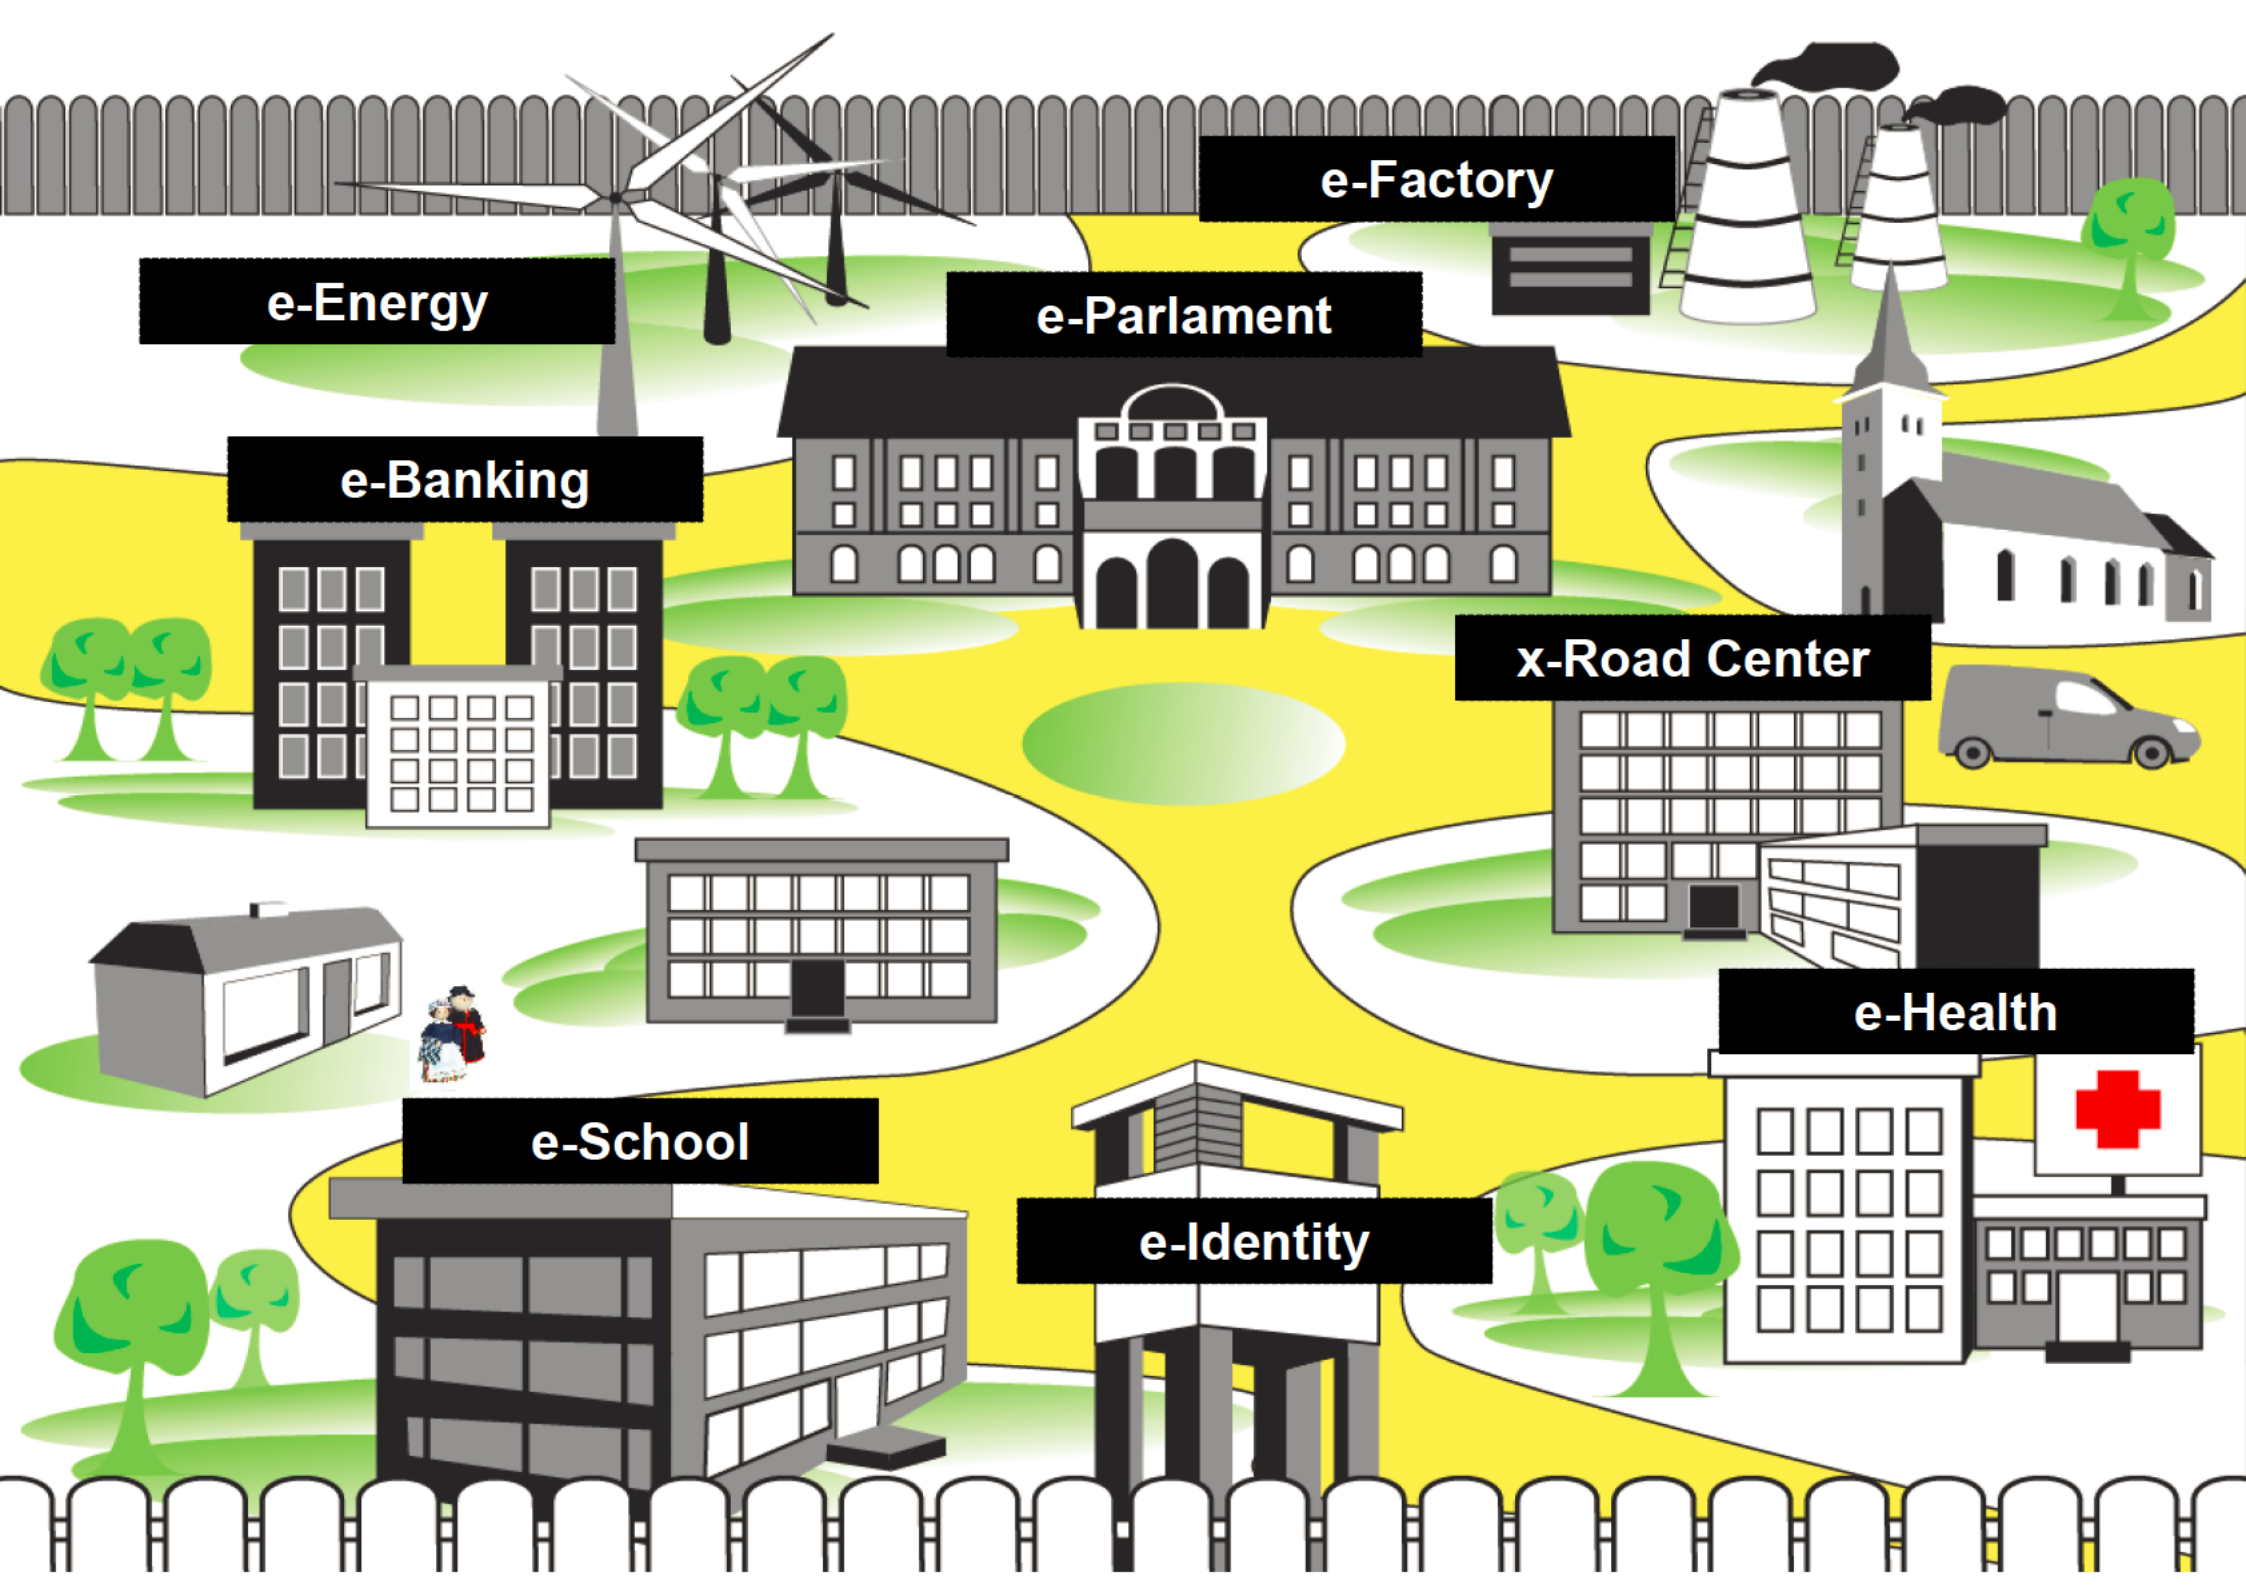 e-Factory
e-Energy
e-Parlament
e-Banking
x-Road Center
e-Health
e-School
e-Identity